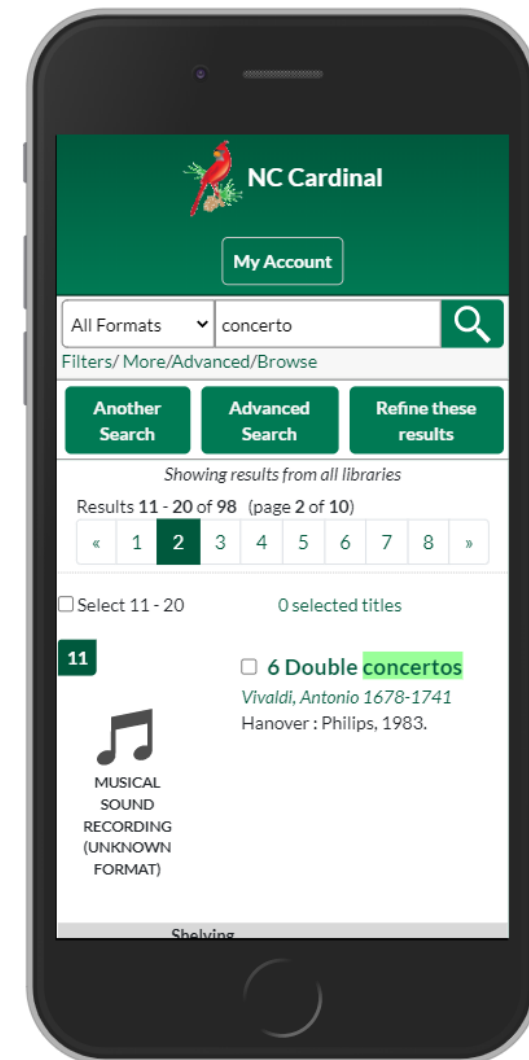 NC Cardinal
My Account
All Formats concerto
Filters/ More/Advanced/Browse
Another Search
Advanced Search
Refine these results
Showing results from all libraries
Results 11 - 20 of 98 (page 2 of 10)
« 1 2 3 4 5 6 7 8 »
Select 11 - 20 0 selected titles
11
6 Double concertos
Vivaldi, Antonio 1678-1741
Hanover : Philips, 1983.
MUSICAL
SOUND
RECORDING
(UNKNOWN
FORMAT)
Shelving